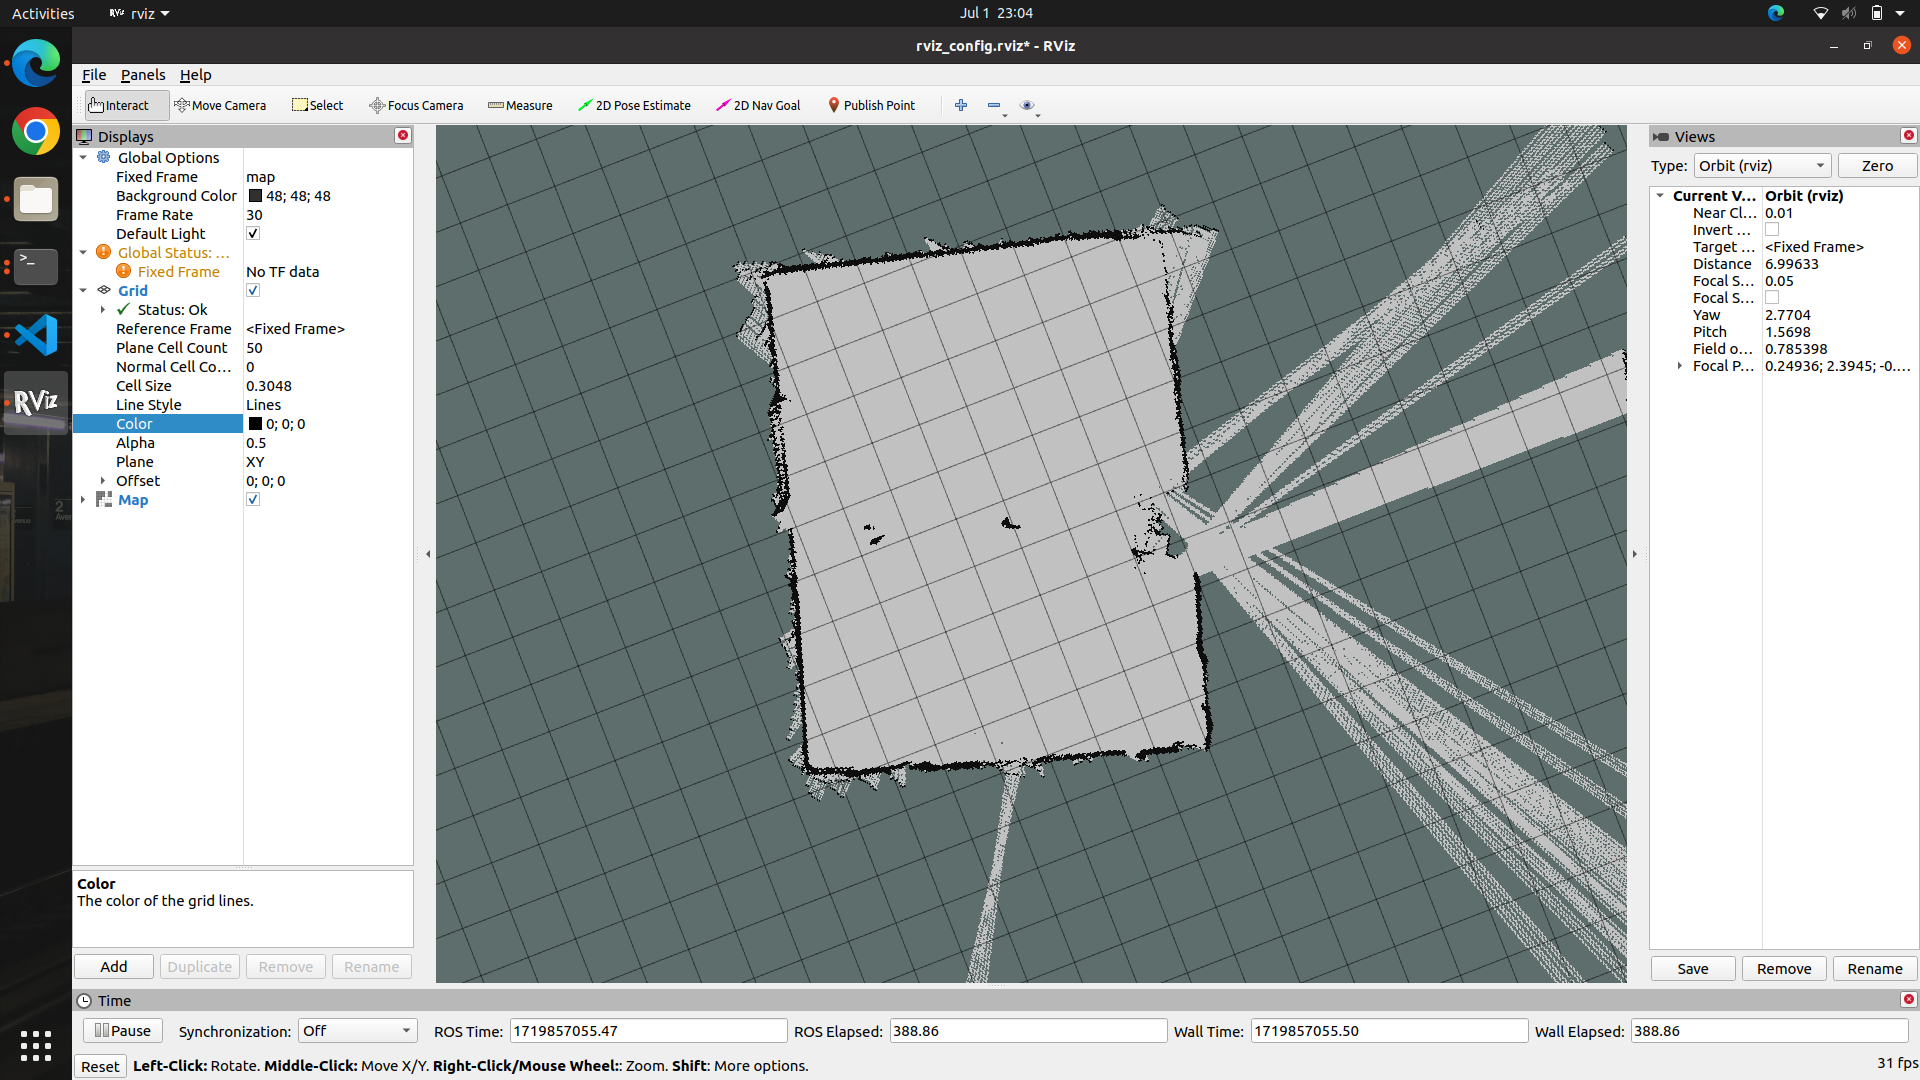 Activities
RViz
rviz
Jul 1 23:04
rviz_config.rviz* - RViz
File Panels Help
Interact Move Camera Select Focus Camera Measure 2D Pose Estimate 2D Nav Goal Publish Point
Displays
Global Options
Fixed Frame map
Background Color 48; 48; 48
Frame Rate 30
Default Light
Global Status: ...
Fixed Frame No TF data
Grid
Status: Ok
Reference Frame <Fixed Frame>
Plane Cell Count 50
Normal Cell Co... 0
Cell Size 0.3048
Line Style Lines
Color 0; 0; 0
Alpha 0.5
Plane XY
Offset 0; 0; 0
Map
Color
The color of the grid lines.
Add Duplicate Remove Rename
Views
Type: Orbit (rviz) Zero
Current V... Orbit (rviz)
Near Cl... 0.01
Invert ...
Target ... <Fixed Frame>
Distance 6.99633
Focal S... 0.05
Focal S...
Yaw 2.7704
Pitch 1.5698
Field o... 0.785398
Focal P... 0.24936; 2.3945; -0....
Save Remove Rename
RViz
Time
Pause Synchronization: Off ROS Time: 1719857055.47 ROS Elapsed: 388.86 Wall Time: 1719857055.50 Wall Elapsed: 388.86
Reset Left-Click: Rotate. Middle-Click: Move X/Y. Right-Click/Mouse Wheel:: Zoom. Shift: More options.
31 fps